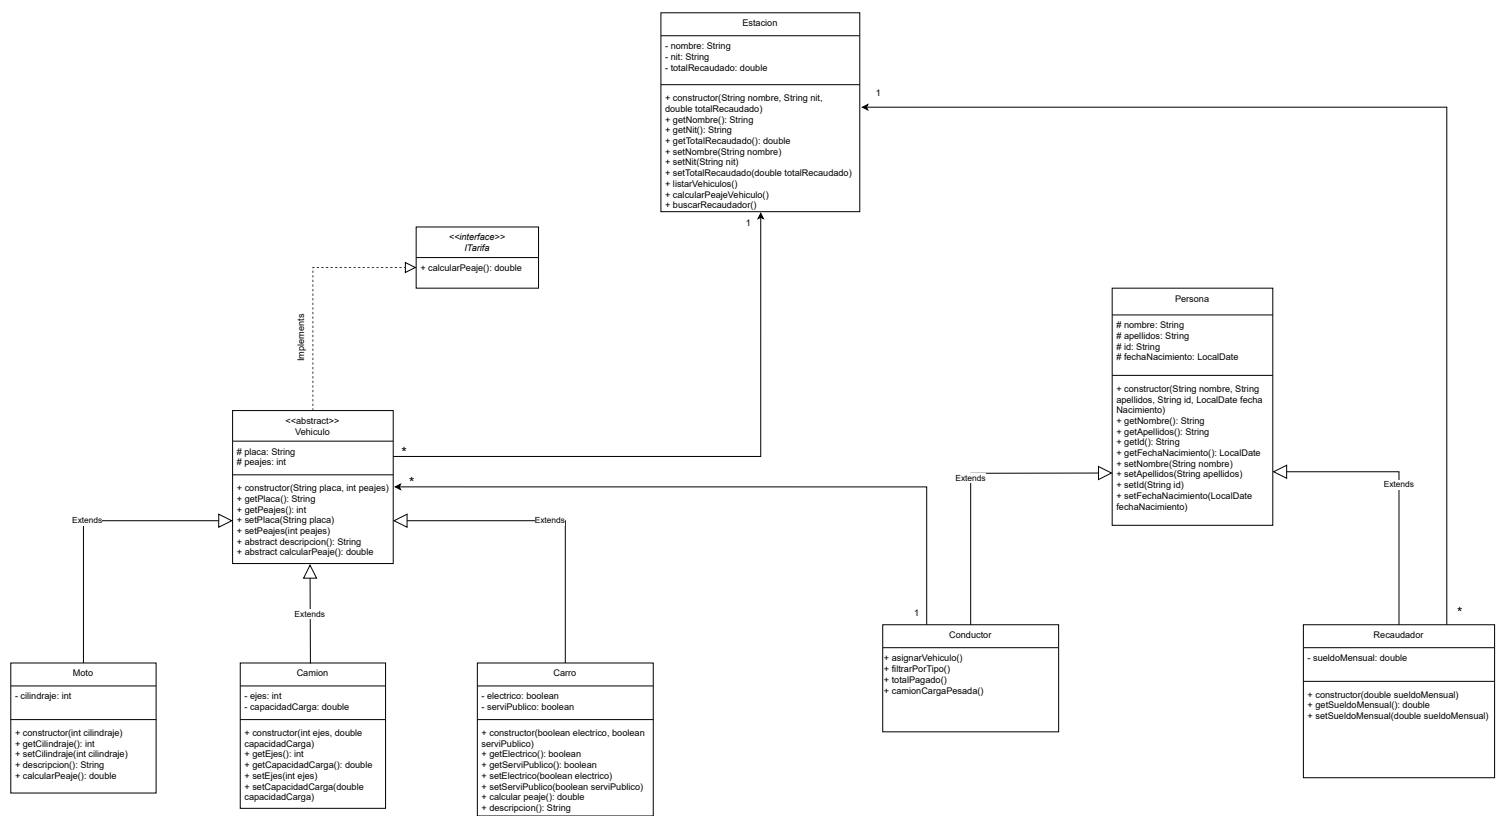 Estacion
- nombre: String
- nit: String
- totalRecaudado: double
+ constructor(String nombre, String nit,
double totalRecaudado)
+ getNombre(): String
+ getNit(): String
+ getTotalRecaudado(): double
+ setNombre(String nombre)
+ setNit(String nit)
+ setTotalRecaudado(double totalRecaudado)
+ listarVehiculos()
+ calcularPeajeVehiculo()
+ buscarRecaudador()
1
1
<<interface>>
ITarifa
+ calcularPeaje(): double
Implements
Persona
# nombre: String
# apellidos: String
# id: String
# fechaNacimiento: LocalDate
+ constructor(String nombre, String
apellidos, String id, LocalDate fecha
Nacimiento)
+ getNombre(): String
+ getApellidos(): String
+ getId(): String
+ getFechaNacimiento(): LocalDate
+ setNombre(String nombre)
+ setApellidos(String apellidos)
+ setId(String id)
+ setFechaNacimiento(LocalDate
fechaNacimiento)
<<abstract>>
Vehiculo
# placa: String
# peajes: int
+ constructor(String placa, int peajes)
+ getPlaca(): String
+ getPeajes(): int
+ setPlaca(String placa)
+ setPeajes(int peajes)
+ abstract descripcion(): String
+ abstract calcularPeaje(): double
*
*
Extends
Extends
Extends
Extends
Extends
1
*
Moto
- cilindraje: int
+ constructor(int cilindraje)
+ getCilindraje(): int
+ setCilindraje(int cilindraje)
+ descripcion(): String
+ calcularPeaje(): double
Camion
- ejes: int
- capacidadCarga: double
+ constructor(int ejes, double
capacidadCarga)
+ getEjes(): int
+ getCapacidadCarga(): double
+ setEjes(int ejes)
+ setCapacidadCarga(double
capacidadCarga)
Carro
- electrico: boolean
- serviPublico: boolean
+ constructor(boolean electrico, boolean
serviPublico)
+ getElectrico(): boolean
+ getServiPublico(): boolean
+ setElectrico(boolean electrico)
+ setServiPublico(boolean serviPublico)
+ calcular peaje(): double
+ descripcion(): String
Conductor
+ asignarVehiculo()
+ filtrarPorTipo()
+ totalPagado()
+ camionCargaPesada()
Recaudador
- sueldoMensual: double
+ constructor(double sueldoMensual)
+ getSueldoMensual(): double
+ setSueldoMensual(double sueldoMensual)